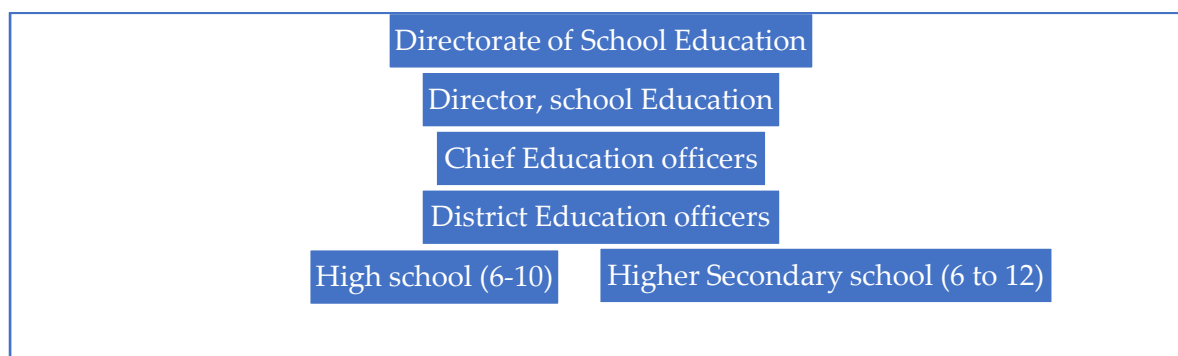 Directorate of School Education
Director, school Education
Chief Education officers
District Education officers
High school (6-10) Higher Secondary school (6 to 12)